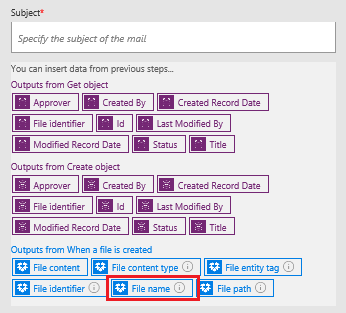 Subject*
Specify the subject of the mail
You can insert data from previous steps...
Outputs from Get object
Approver Created By Created Record Date
File identifier Id Last Modified By
Modified Record Date Status Title
Outputs from Create object
Approver Created By Created Record Date
File identifier Id Last Modified By
Modified Record Date Status Title
Outputs from When a file is created
File content File content type File entity tag
File identifier File name File path